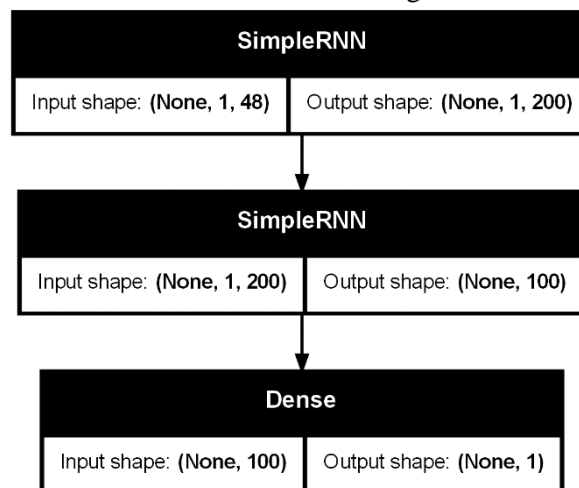 SimpleRNN
Input shape: (None, 1, 48) Output shape: (None, 1, 200)
SimpleRNN
Input shape: (None, 1, 200) Output shape: (None, 100)
Dense
Input shape: (None, 100) Output shape: (None, 1)